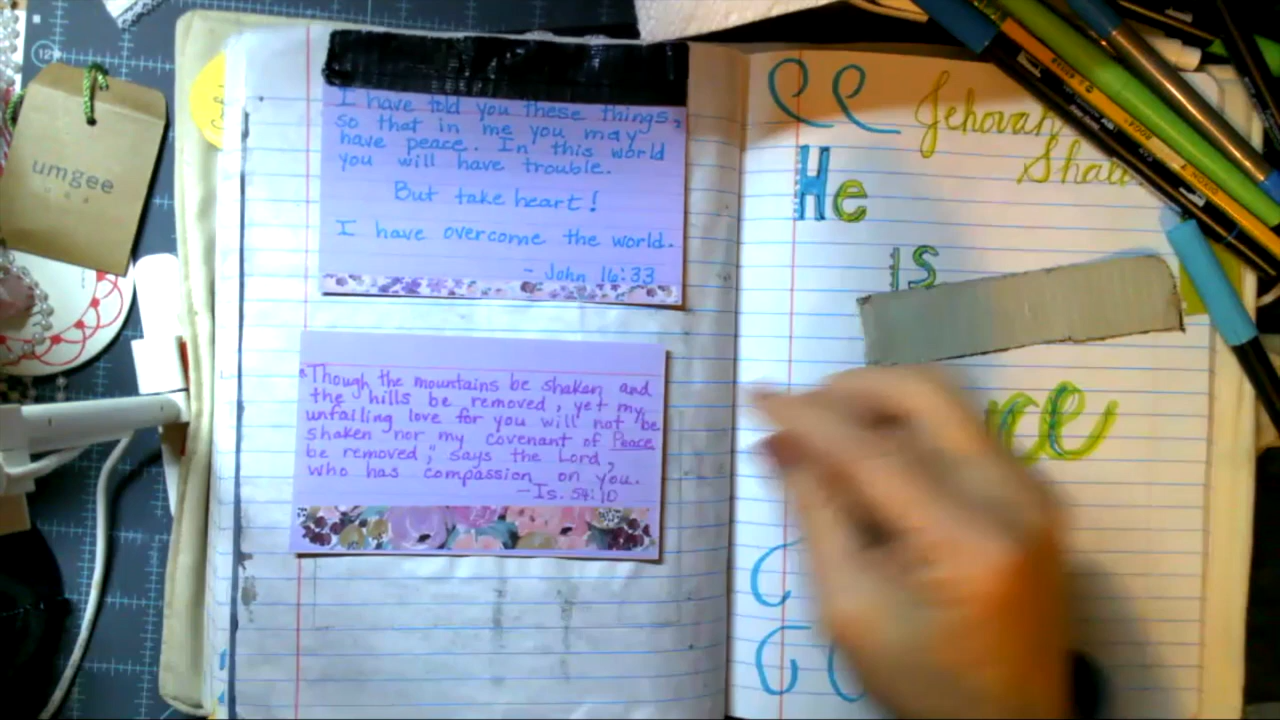 umgee
I have told you these things,
so that in me you may
have peace. In this world
you will have trouble.
But take heart!
I have overcome the world.
- John 16:33
"Though the mountains be shaken and
the hills be removed, yet my
unfailing love for you will not be
shaken nor my covenant of Peace
be removed," says the Lord,
who has compassion on you.
- Is. 54:10
Jehovah
He
is